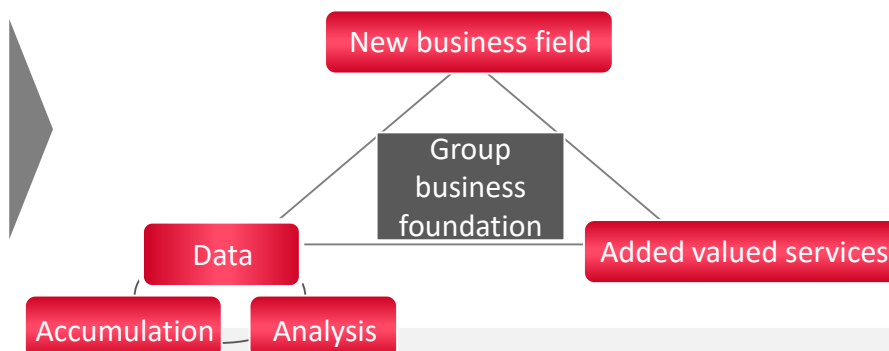 New business field
Group
business
foundation
Data
Added valued services
Accumulation
Analysis